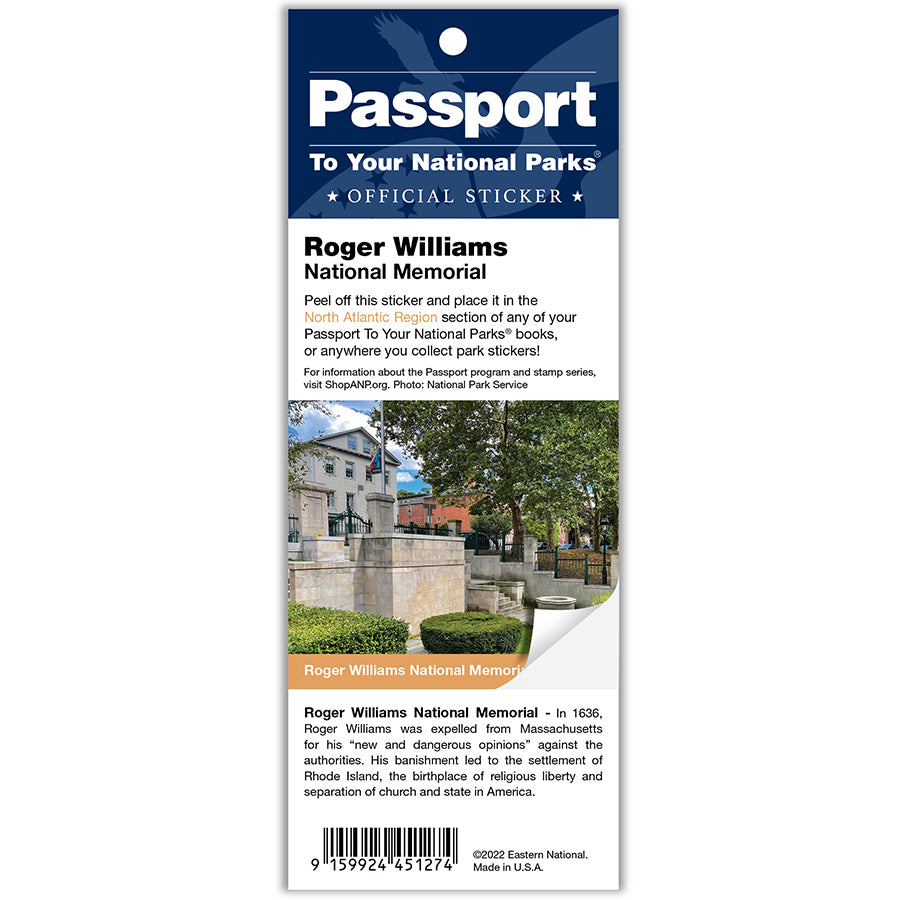 Passport
To Your National Parks®
★ OFFICIAL STICKER ★
Roger Williams
National Memorial
Peel off this sticker and place it in the
North Atlantic Region section of any of your
Passport To Your National Parks® books,
or anywhere you collect park stickers!
For information about the Passport program and stamp series,
visit ShopANP.org. Photo: National Park Service
Roger Williams National Memori
Roger Williams National Memorial - In 1636,
Roger Williams was expelled from Massachusetts
for his “new and dangerous opinions” against the
authorities. His banishment led to the settlement of
Rhode Island, the birthplace of religious liberty and
separation of church and state in America.
9 159924 451274
©2022 Eastern National.
Made in U.S.A.